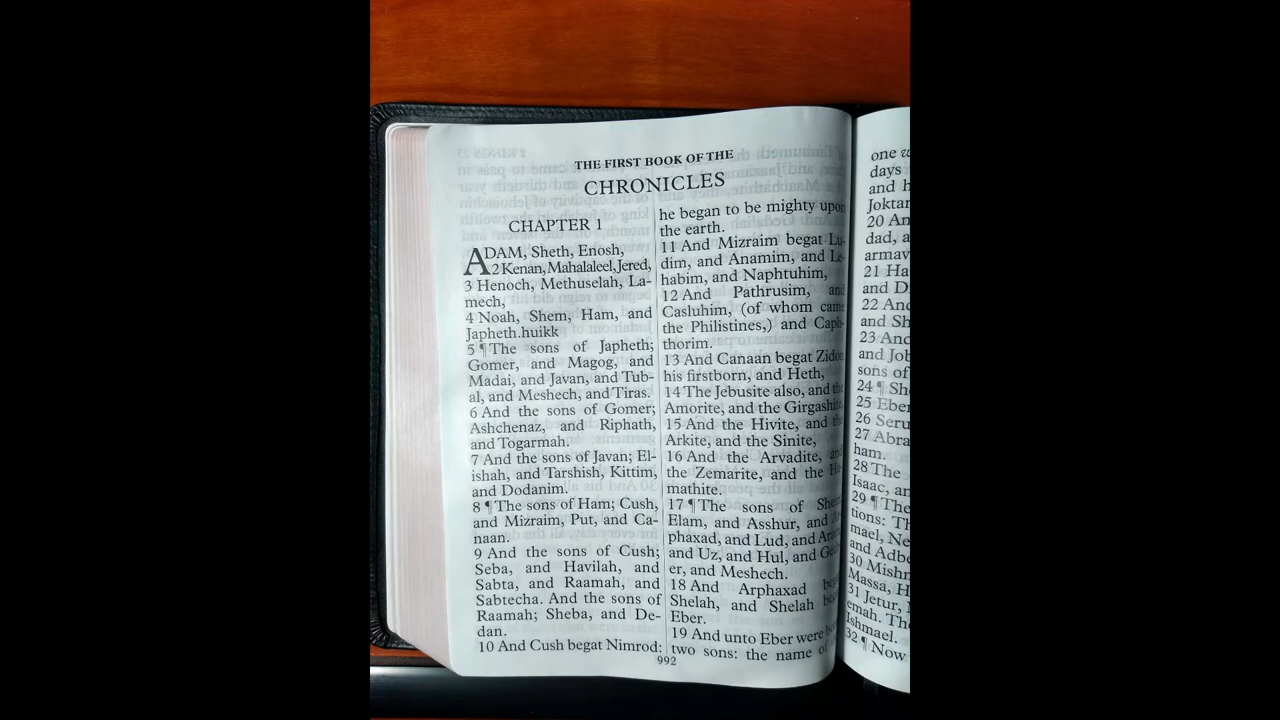 THE FIRST BOOK OF THE
CHRONICLES
CHAPTER 1
ADAM, Sheth, Enosh,
2 Kenan, Mahalaleel, Jered,
3 Henoch, Methuselah, La-
mech,
4 Noah, Shem, Ham, and
Japheth.huikk
5 ¶The sons of Japheth;
Gomer, and Magog, and
Madai, and Javan, and Tub-
al, and Meshech, and Tiras.
6 And the sons of Gomer;
Ashchenaz, and Riphath,
and Togarmah.
7 And the sons of Javan; El-
ishah, and Tarshish, Kittim,
and Dodanim.
8 ¶The sons of Ham; Cush,
and Mizraim, Put, and Ca-
naan.
9 And the sons of Cush;
Seba, and Havilah, and
Sabta, and Raamah, and
Sabtecha. And the sons of
Raamah; Sheba, and De-
dan.
10 And Cush begat Nimrod:
he began to be mighty upon
the earth.
11 And Mizraim begat Lu-
dim, and Anamim, and Le-
habim, and Naphtuhim,
12 And Pathrusim, and
Casluhim, (of whom came
the Philistines,) and Caph-
thorim.
13 And Canaan begat Zidon
his firstborn, and Heth,
14 The Jebusite also, and the
Amorite, and the Girgashite,
15 And the Hivite, and the
Arkite, and the Sinite,
16 And the Arvadite, and
the Zemarite, and the Ha-
mathite.
17 ¶The sons of
Elam, and Asshur, and
phaxad, and Lud, and Aram,
and Uz, and Hul, and
er, and Meshech.
18 And Arphaxad
Shelah, and Shelah
Eber.
19 And unto Eber were
two sons: the name of
992
one
days
and
Joktan
20
dad,
armav
21
and
22 And
and
23 And
and
sons of
24 ¶
25 Eber
26
27
ham.
28 The
Isaac,
29 ¶The
tions:
mael,
and
30
Massa,
31 Jetur,
emah.
Ishmael.
32 ¶ Now